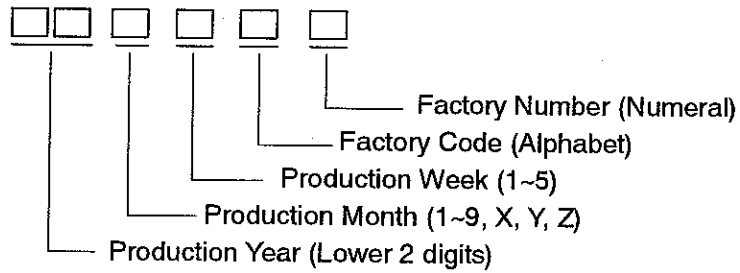 Factory Number (Numeral)
Factory Code (Alphabet)
Production Week (1~5)
Production Month (1~9, X, Y, Z)
Production Year (Lower 2 digits)